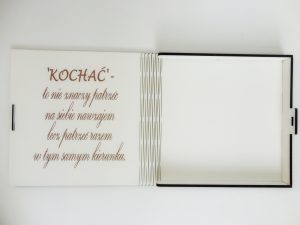 'KOCHAĆ' -
to nie znaczy patrzeć
na siebie nawzajem
lecz patrzeć razem
w tym samym kierunku.